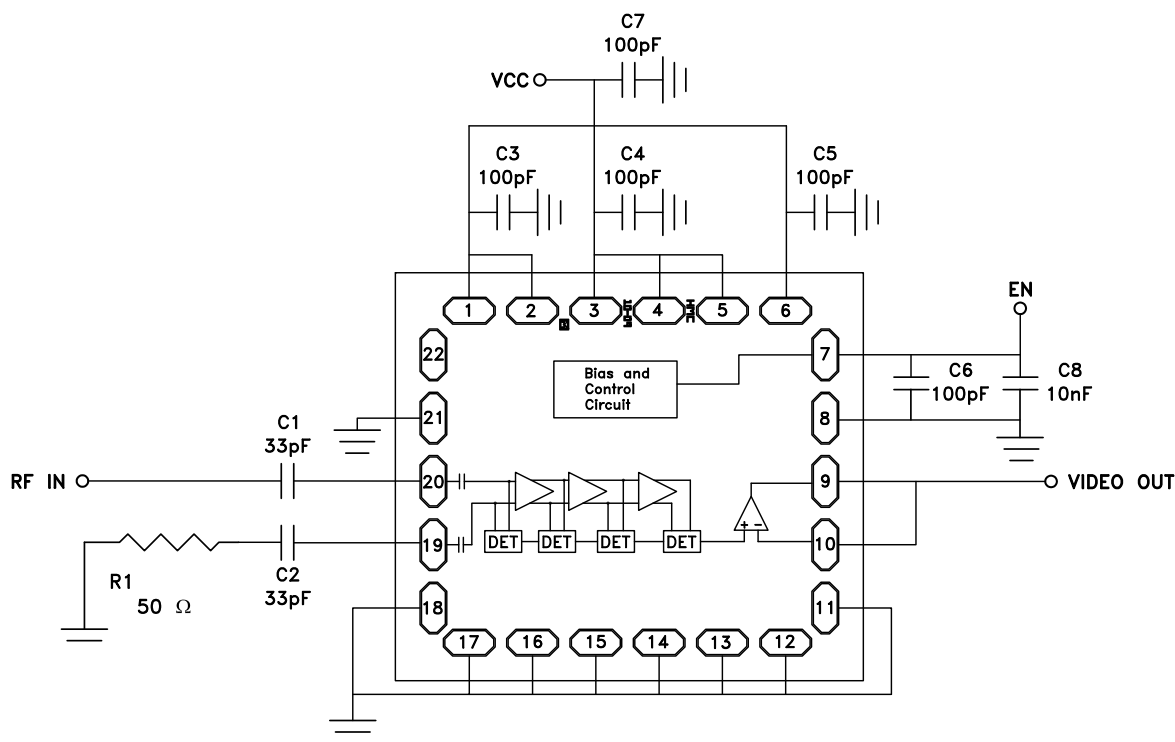 C7
100pF
VCC
C3
100pF
C4
100pF
C5
100pF
EN
1
2
3
4
5
6
22
7
Bias and
Control
Circuit
C6
100pF
C8
10nF
21
8
C1
33pF
RF IN
20
9
VIDEO OUT
19
DET
DET
DET
DET
+ -
10
R1
50 Ω
C2
33pF
18
11
17
16
15
14
13
12